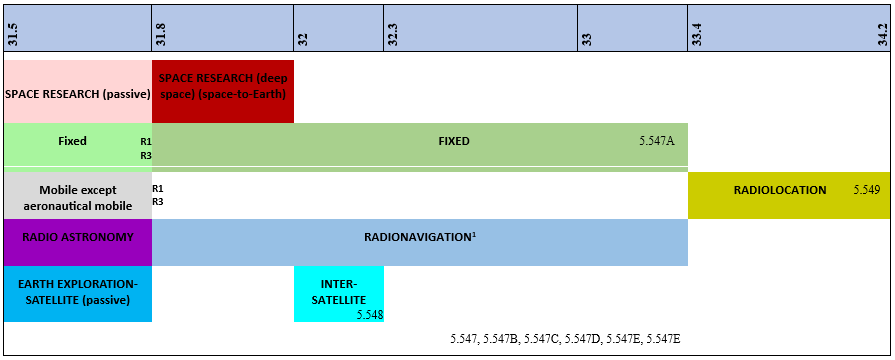 31.5 31.8 32 32.3 33 33.4 34.2
SPACE RESEARCH (passive)
SPACE RESEARCH (deep
space) (space-to-Earth)
Fixed
R1
R3
FIXED
5.547A
Mobile except
aeronautical mobile
R1
R3
RADIOLOCATION
5.549
RADIO ASTRONOMY
RADIONAVIGATION¹
EARTH EXPLORATION-
SATELLITE (passive)
INTER-
SATELLITE
5.548
5.547, 5.547B, 5.547C, 5.547D, 5.547E, 5.547E